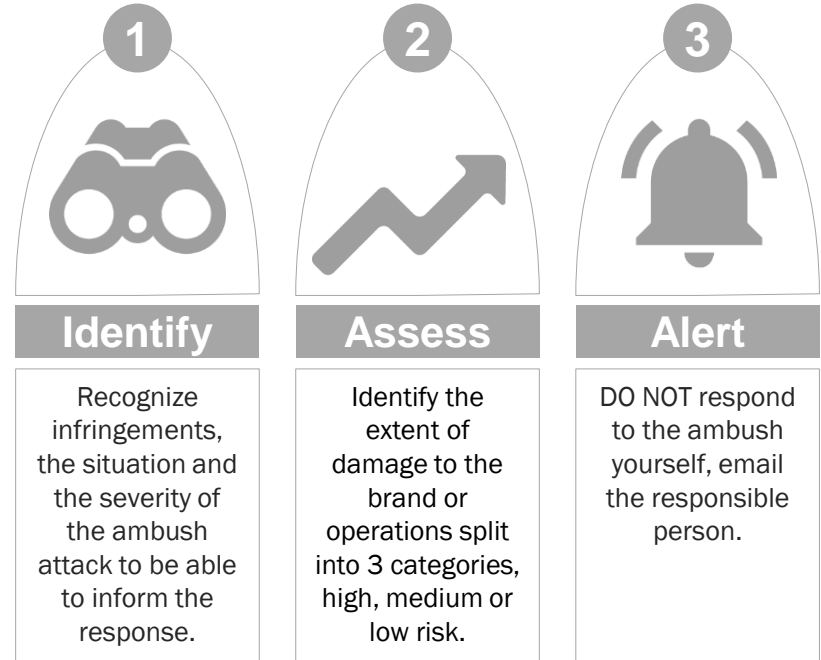 1
Identify
Recognize
infringements,
the situation and
the severity of
the ambush
attack to be able
to inform the
response.
2
Assess
Identify the
extent of
damage to the
brand or
operations split
into 3 categories,
high, medium or
low risk.
3
Alert
DO NOT respond
to the ambush
yourself, email
the responsible
person.